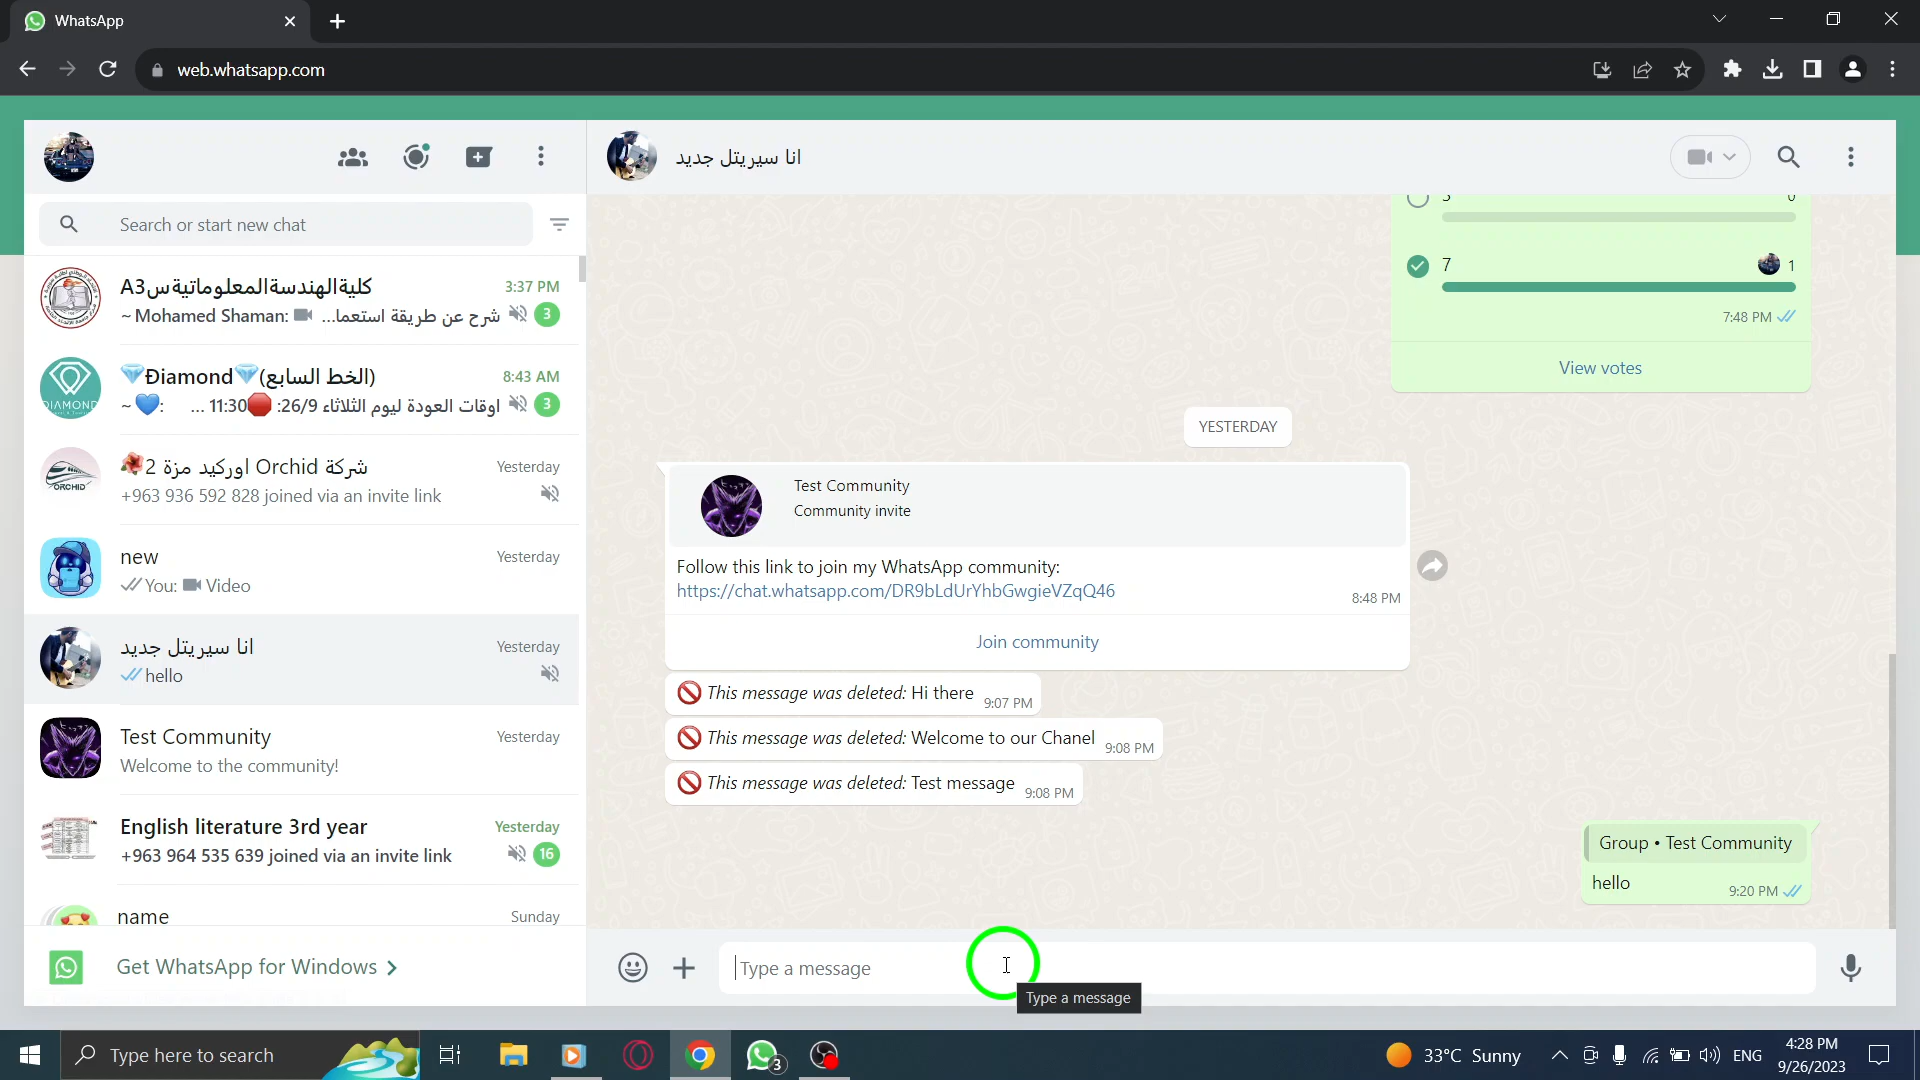 WhatsApp
web.whatsapp.com
Search or start new chat
كلية الهندسة المعلوماتية س A3
3:37 PM
~ Mohamed Shaman: شرح عن طريقة استعما...
3
💎Điamond💎(الخط السابع)
8:43 AM
~ 💙: اوقات العودة ليوم الثلاثاء 26/9: 🛑11:30 ...
3
DIAMOND
شركة Orchid اوركيد مزة 2🌺
Yesterday
+963 936 592 828 joined via an invite link
ORCHID
new
Yesterday
You: Video
انا سيريتل جديد
Yesterday
hello
Test Community
Yesterday
Welcome to the community!
English literature 3rd year
Yesterday
+963 964 535 639 joined via an invite link
16
name
Sunday
Get WhatsApp for Windows
انا سيريتل جديد
7
1
7:48 PM
View votes
YESTERDAY
Test Community
Community invite
Follow this link to join my WhatsApp community:
https://chat.whatsapp.com/DR9bLdUrYhbGwgieVZqQ46
8:48 PM
Join community
🚫 This message was deleted: Hi there 9:07 PM
🚫 This message was deleted: Welcome to our Chanel 9:08 PM
🚫 This message was deleted: Test message 9:08 PM
Group • Test Community
hello
9:20 PM
Type a message
Type a message
Type here to search
3
33°C Sunny
ENG
4:28 PM
9/26/2023